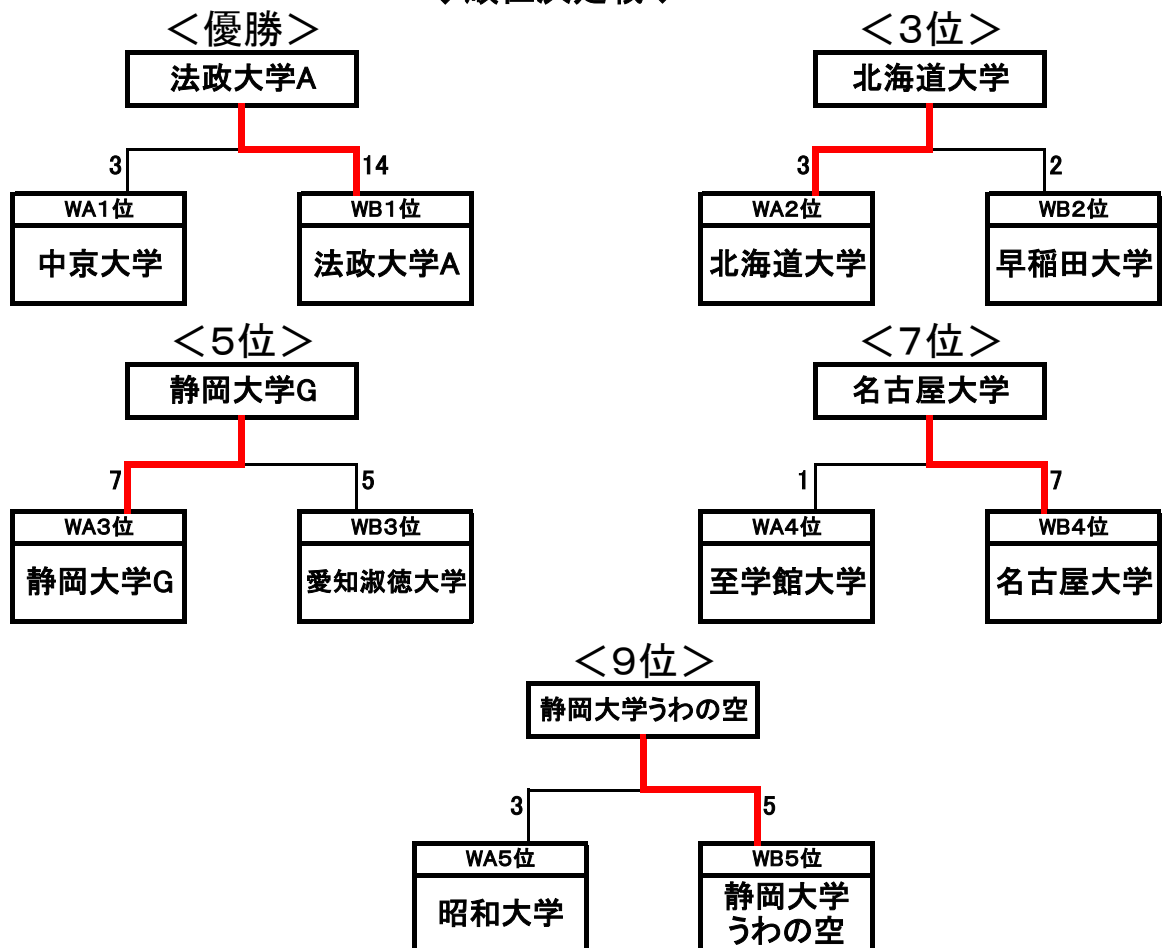 ＜優勝＞
法政大学A
3
14
WA1位
中京大学
WB1位
法政大学A
＜3位＞
北海道大学
3
2
WA2位
北海道大学
WB2位
早稲田大学
＜5位＞
静岡大学G
7
5
WA3位
静岡大学G
WB3位
愛知淑徳大学
＜7位＞
名古屋大学
1
7
WA4位
至学館大学
WB4位
名古屋大学
＜9位＞
静岡大学うわの空
3
5
WA5位
昭和大学
WB5位
静岡大学
うわの空